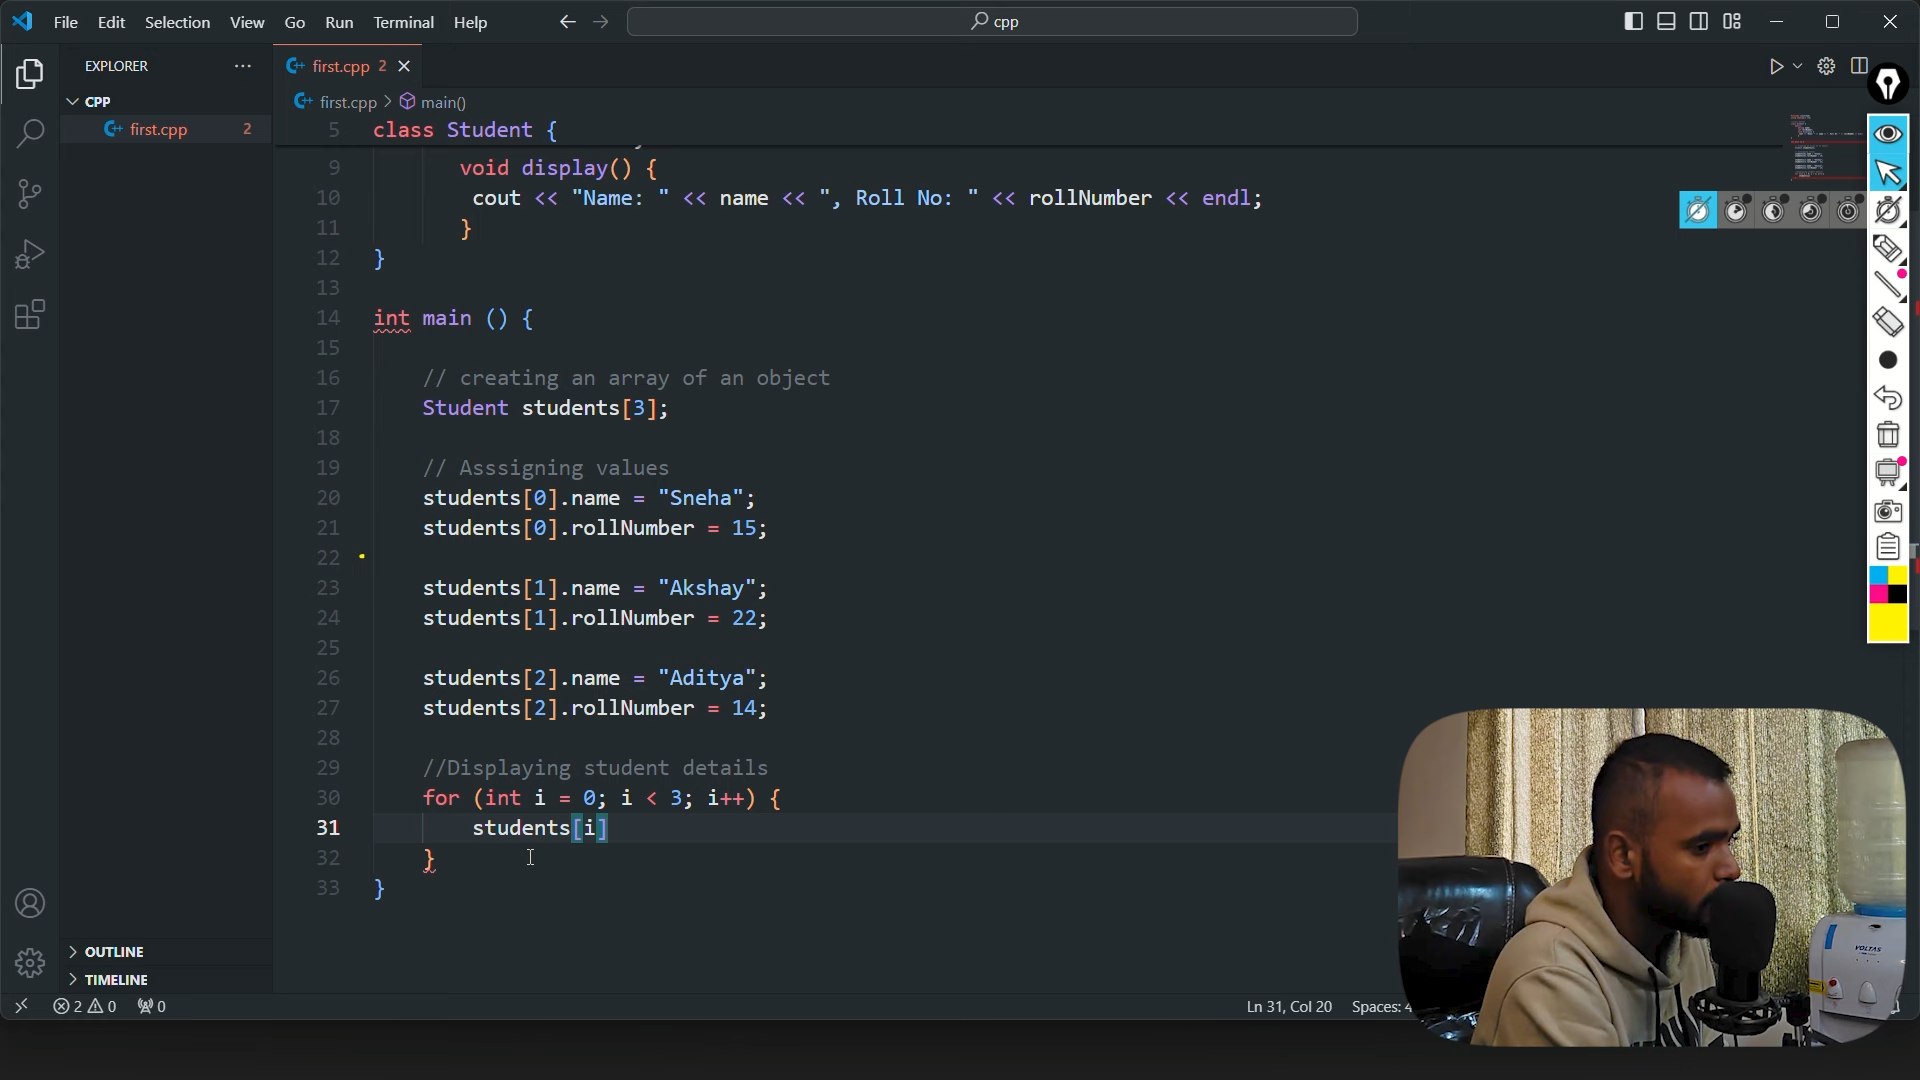 File Edit Selection View Go Run Terminal Help
cpp
EXPLORER
CPP
first.cpp 2
first.cpp 2
first.cpp > main()
5 class Student {
9 void display() {
10 cout << "Name: " << name << ", Roll No: " << rollNumber << endl;
11 }
12 }
13
14 int main () {
15
16 // creating an array of an object
17 Student students[3];
18
19 // Asssigning values
20 students[0].name = "Sneha";
21 students[0].rollNumber = 15;
22
23 students[1].name = "Akshay";
24 students[1].rollNumber = 22;
25
26 students[2].name = "Aditya";
27 students[2].rollNumber = 14;
28
29 //Displaying student details
30 for (int i = 0; i < 3; i++) {
31 students[i]
32 }
33 }
OUTLINE
TIMELINE
2 0 0
Ln 31, Col 20 Spaces: 4
VOLTAS